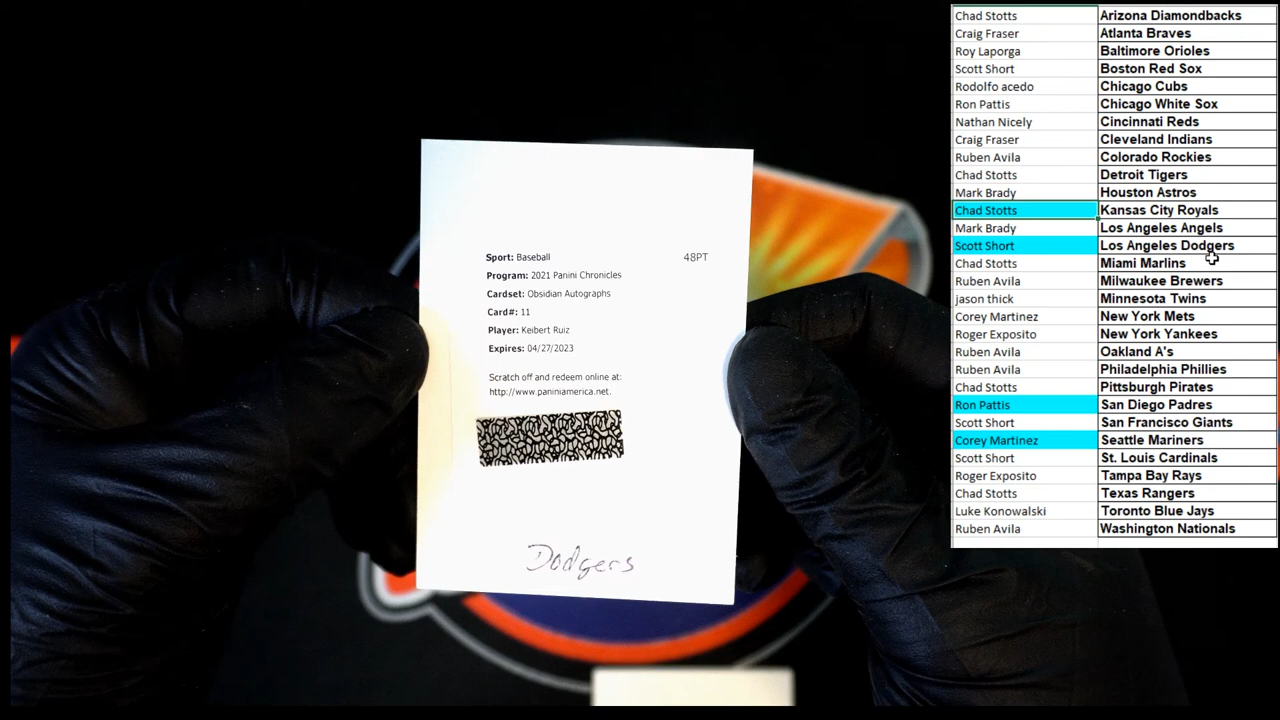 Sport: Baseball 48PT
Program: 2021 Panini Chronicles
Cardset: Obsidian Autographs
Card#: 11
Player: Keibert Ruiz
Expires: 04/27/2023
Scratch off and redeem online at:
http://www.paniniamerica.net.
Dodgers
Chad Stotts Arizona Diamondbacks
Craig Fraser Atlanta Braves
Roy Laporga Baltimore Orioles
Scott Short Boston Red Sox
Rodolfo acedo Chicago Cubs
Ron Pattis Chicago White Sox
Nathan Nicely Cincinnati Reds
Craig Fraser Cleveland Indians
Ruben Avila Colorado Rockies
Chad Stotts Detroit Tigers
Mark Brady Houston Astros
Chad Stotts Kansas City Royals
Mark Brady Los Angeles Angels
Scott Short Los Angeles Dodgers
Chad Stotts Miami Marlins
Ruben Avila Milwaukee Brewers
jason thick Minnesota Twins
Corey Martinez New York Mets
Roger Exposito New York Yankees
Ruben Avila Oakland A's
Ruben Avila Philadelphia Phillies
Chad Stotts Pittsburgh Pirates
Ron Pattis San Diego Padres
Scott Short San Francisco Giants
Corey Martinez Seattle Mariners
Scott Short St. Louis Cardinals
Roger Exposito Tampa Bay Rays
Chad Stotts Texas Rangers
Luke Konowalski Toronto Blue Jays
Ruben Avila Washington Nationals